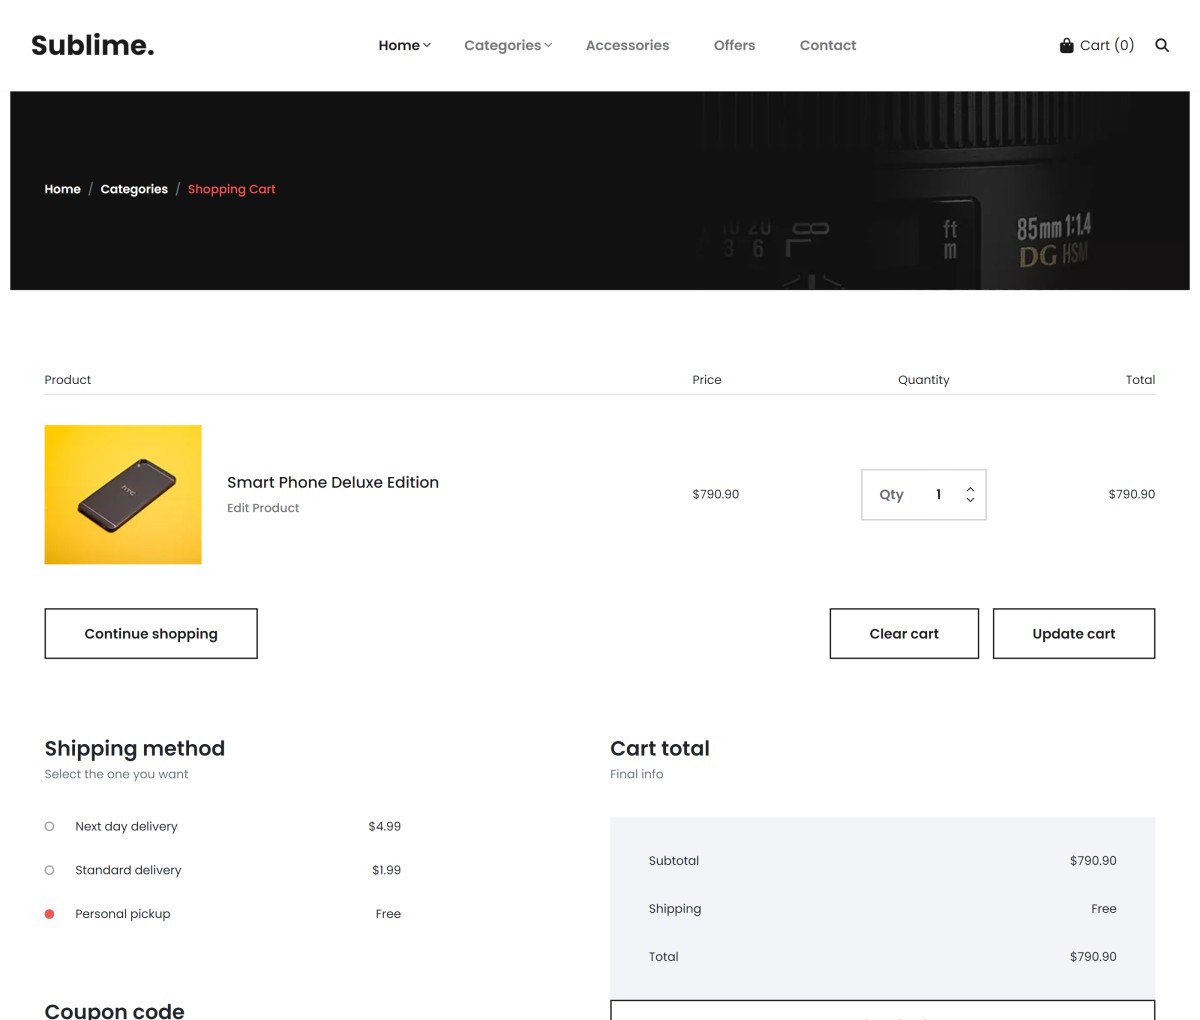 Sublime.
Home
Categories
Accessories
Offers
Contact
Cart (0)
Home / Categories / Shopping Cart
ft
m
85mm 1:1.4
DG HSM
3 6
Product Price Quantity Total
hTC
Smart Phone Deluxe Edition
Edit Product
$790.90
Qty 1
$790.90
Continue shopping
Clear cart
Update cart
Shipping method
Select the one you want
Next day delivery $4.99
Standard delivery $1.99
Personal pickup Free
Coupon code
Cart total
Final info
Subtotal $790.90
Shipping Free
Total $790.90